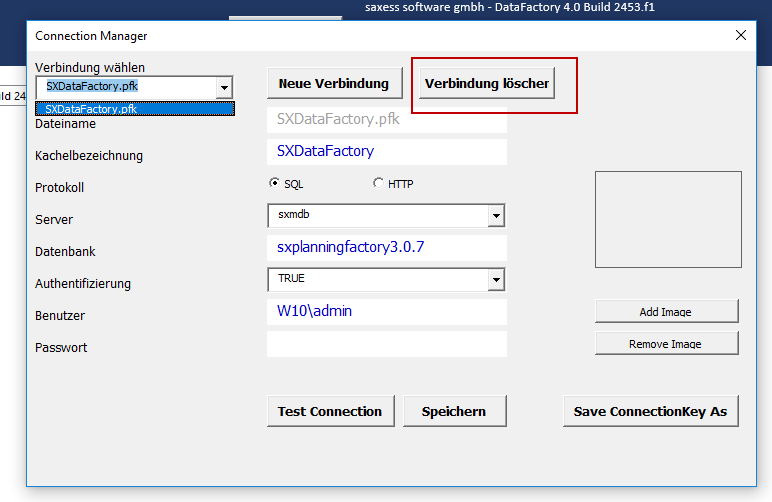 saxess software gmbh - DataFactory 4.0 Build 2453.f1
Connection Manager
Verbindung wählen
SXDataFactory.pfk
Neue Verbindung
Verbindung löscher
ild 24
SXDataFactory.pfk
Dateiname
SXDataFactory.pfk
Kachelbezeichnung
SXDataFactory
Protokoll
SQL
HTTP
Server
sxmdb
Datenbank
sxplanningfactory3.0.7
Authentifizierung
TRUE
Benutzer
W10\admin
Add Image
Passwort
Remove Image
Test Connection
Speichern
Save ConnectionKey As